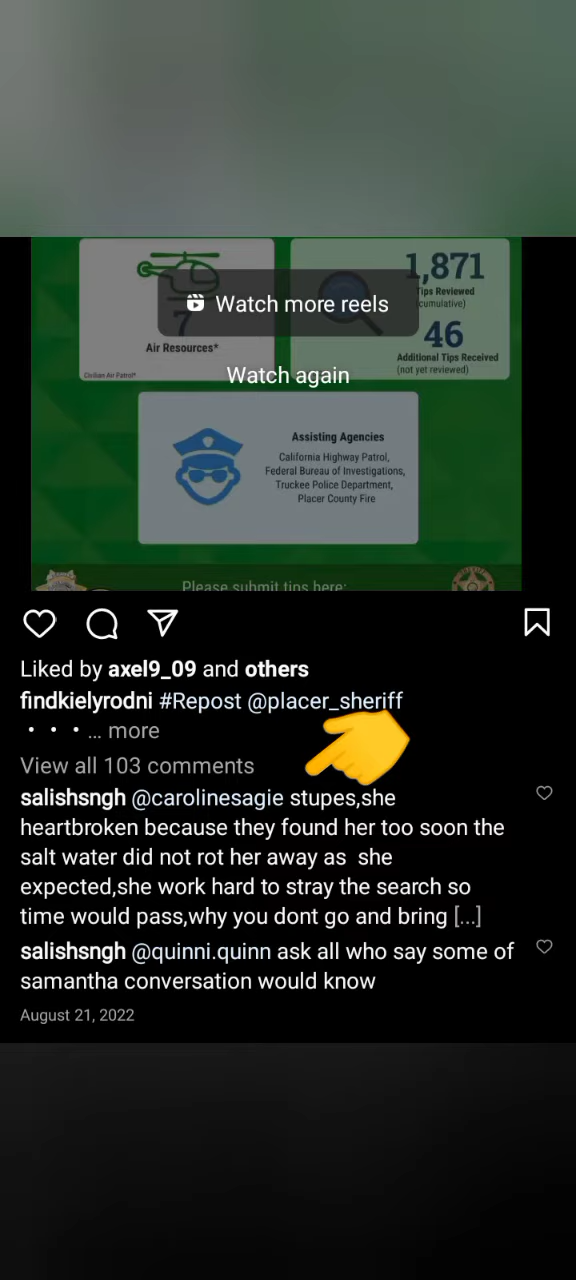 1,871
Tips Reviewed
(cumulative)
Watch more reels
7
46
Air Resources*
Additional Tips Received
(not yet reviewed)
Civilian Air Patrol*
Watch again
Assisting Agencies
California Highway Patrol,
Federal Bureau of Investigations,
Truckee Police Department,
Placer County Fire
Please submit tips here:
Liked by axel9_09 and others
findkielyrodni #Repost @placer_sheriff
• • • ... more
View all 103 comments
salishsngh @carolinesagie stupes,she
heartbroken because they found her too soon the
salt water did not rot her away as she
expected,she work hard to stray the search so
time would pass,why you dont go and bring [...]
salishsngh @quinni.quinn ask all who say some of
samantha conversation would know
August 21, 2022